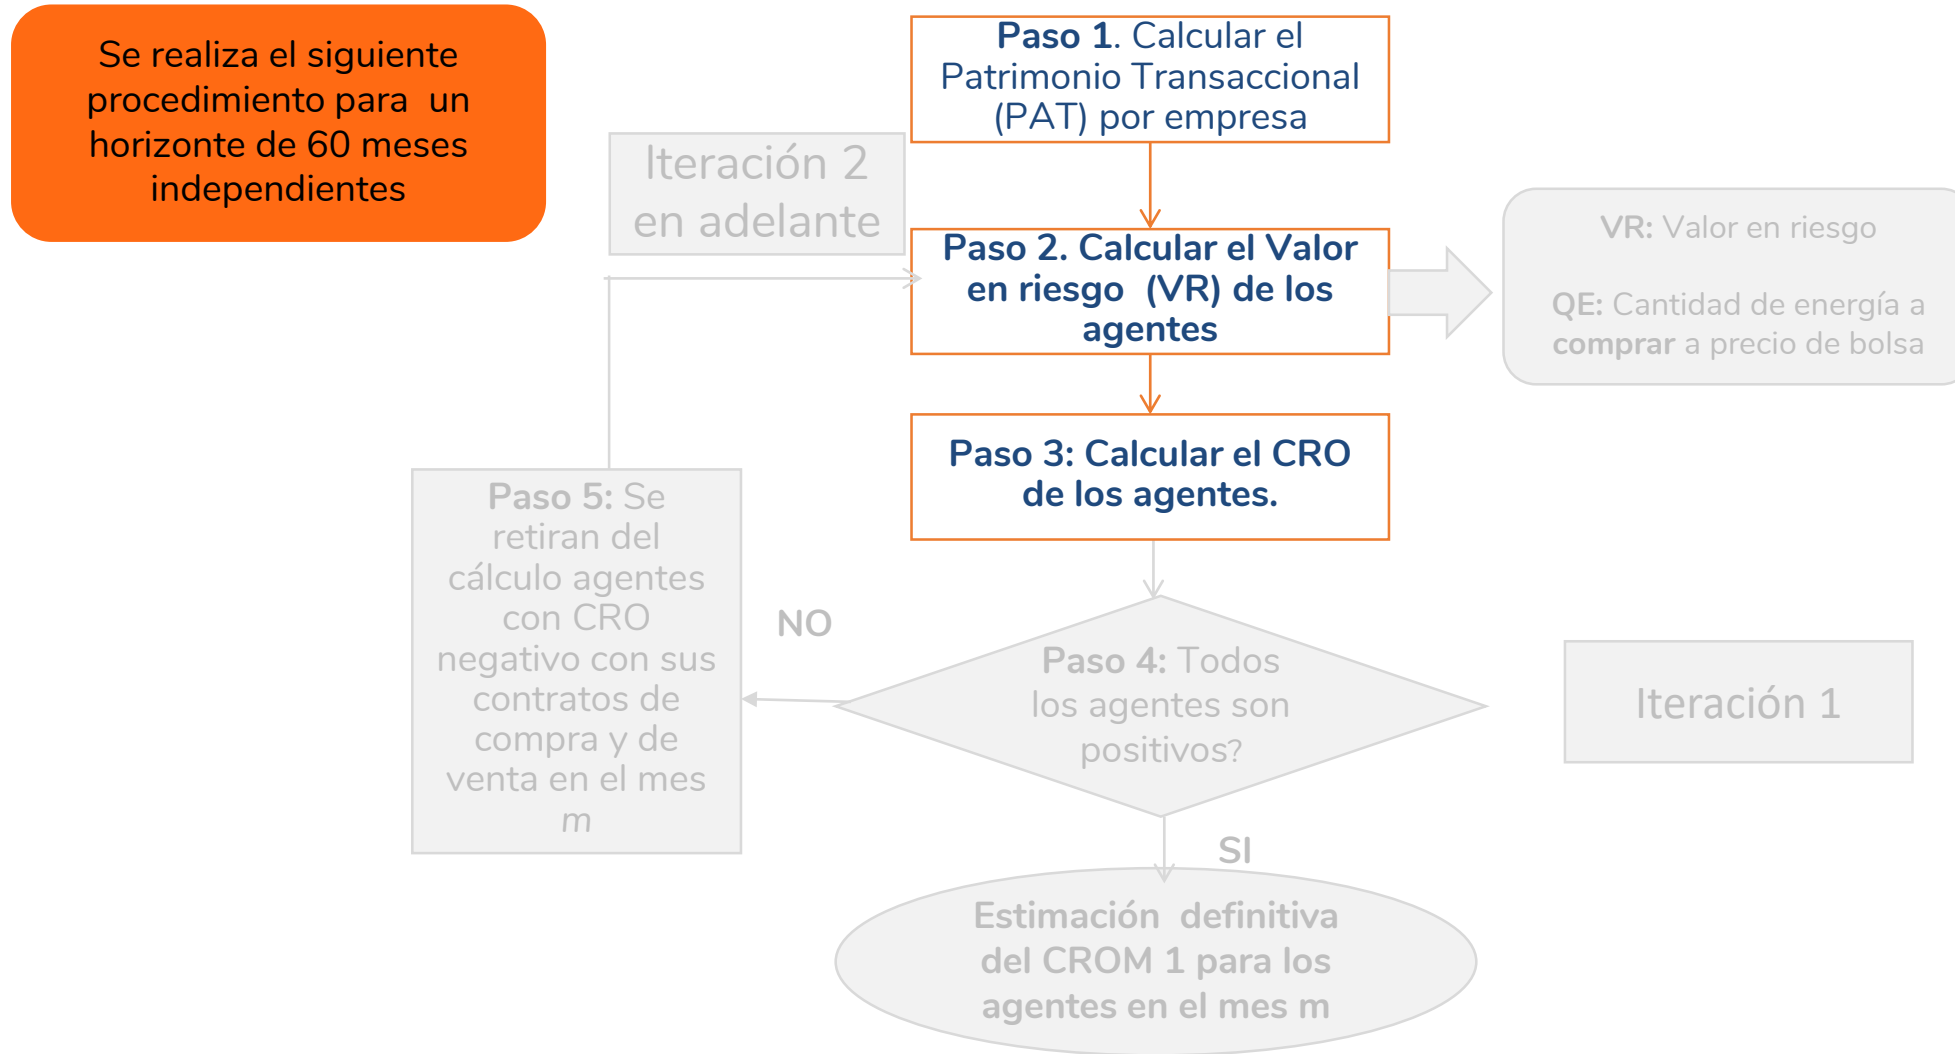 Se realiza el siguiente
procedimiento para un
horizonte de 60 meses
independientes
Paso 1. Calcular el
Patrimonio Transaccional
(PAT) por empresa
Iteración 2
en adelante
Paso 2. Calcular el Valor
en riesgo (VR) de los
agentes
VR: Valor en riesgo
QE: Cantidad de energía a
comprar a precio de bolsa
Paso 3: Calcular el CRO
de los agentes.
Paso 5: Se
retiran del
cálculo agentes
con CRO
negativo con sus
contratos de
compra y de
venta en el mes
m
NO
Paso 4: Todos
los agentes son
positivos?
Iteración 1
SI
Estimación definitiva
del CROM 1 para los
agentes en el mes m